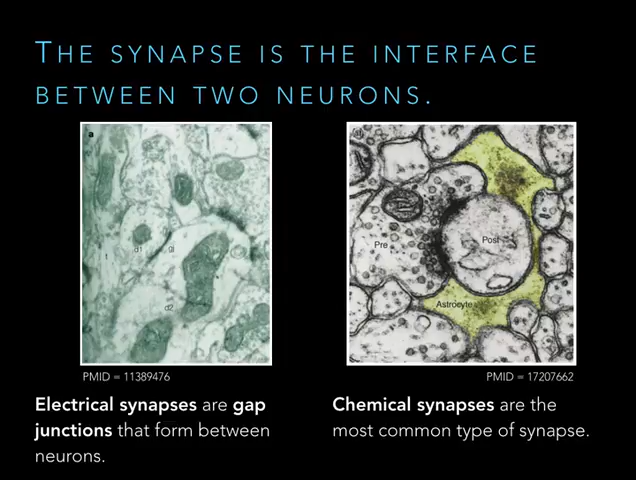 THE SYNAPSE IS THE INTERFACE
BETWEEN TWO NEURONS.
a
d1
gj
d2
Pre
Post
Astrocyte
PMID = 11389476
PMID = 17207662
Electrical synapses are gap
junctions that form between
neurons.
Chemical synapses are the
most common type of synapse.